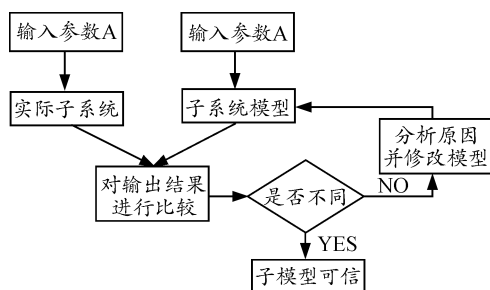 输入参数A
输入参数A
实际子系统
子系统模型
分析原因
并修改模型
对输出结果
进行比较
是否不同
NO
YES
子模型可信